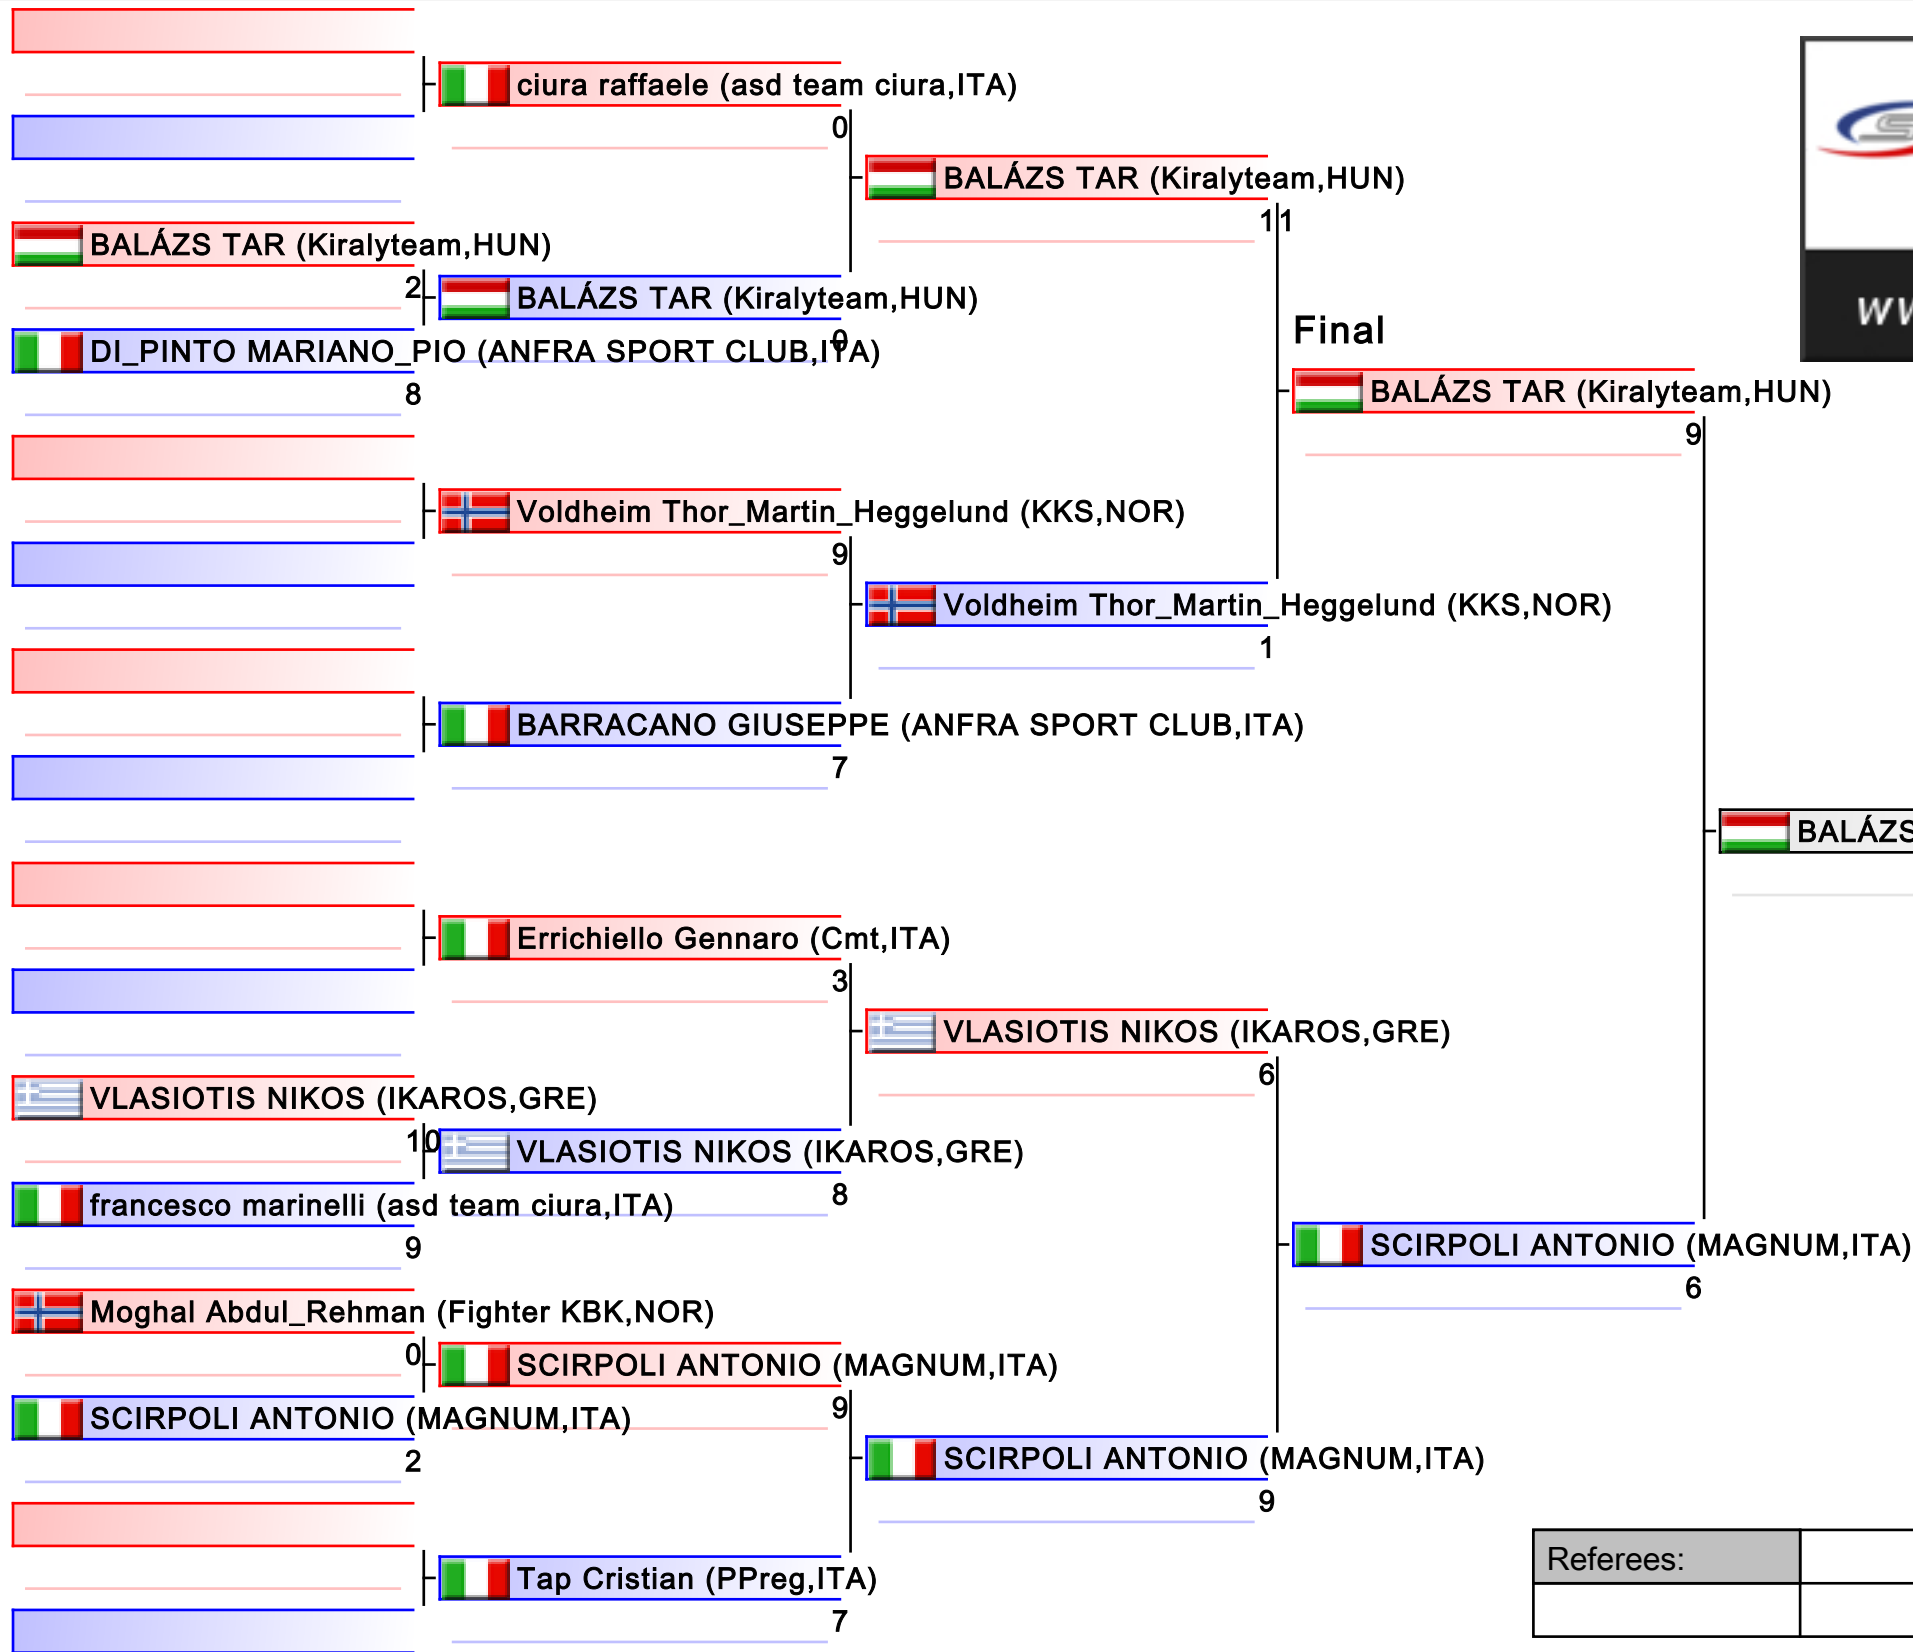 ciura raffaele (asd team ciura,ITA)
0
BALÁZS TAR (Kiralyteam,HUN)
11
BALÁZS TAR (Kiralyteam,HUN)
2
BALÁZS TAR (Kiralyteam,HUN)
0
DI_PINTO MARIANO_PIO (ANFRA SPORT CLUB,ITA)
8
Final
BALÁZS TAR (Kiralyteam,HUN)
9
Voldheim Thor_Martin_Heggelund (KKS,NOR)
9
Voldheim Thor_Martin_Heggelund (KKS,NOR)
1
BARRACANO GIUSEPPE (ANFRA SPORT CLUB,ITA)
7
BALÁZS
Errichiello Gennaro (Cmt,ITA)
3
VLASIOTIS NIKOS (IKAROS,GRE)
6
VLASIOTIS NIKOS (IKAROS,GRE)
10
VLASIOTIS NIKOS (IKAROS,GRE)
8
francesco marinelli (asd team ciura,ITA)
9
SCIRPOLI ANTONIO (MAGNUM,ITA)
6
Moghal Abdul_Rehman (Fighter KBK,NOR)
0
SCIRPOLI ANTONIO (MAGNUM,ITA)
9
SCIRPOLI ANTONIO (MAGNUM,ITA)
2
SCIRPOLI ANTONIO (MAGNUM,ITA)
9
Tap Cristian (PPreg,ITA)
7
Referees: